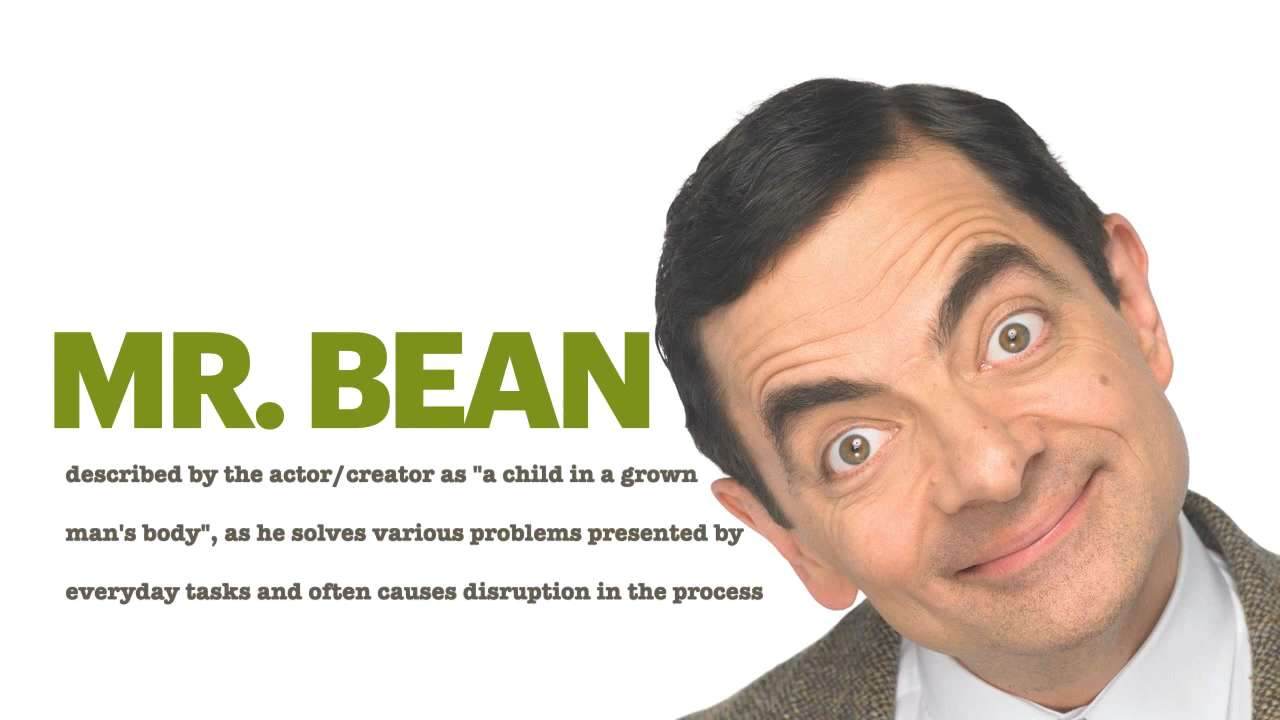 MR. BEAN
described by the actor/creator as "a child in a grown
man's body", as he solves various problems presented by
everyday tasks and often causes disruption in the process